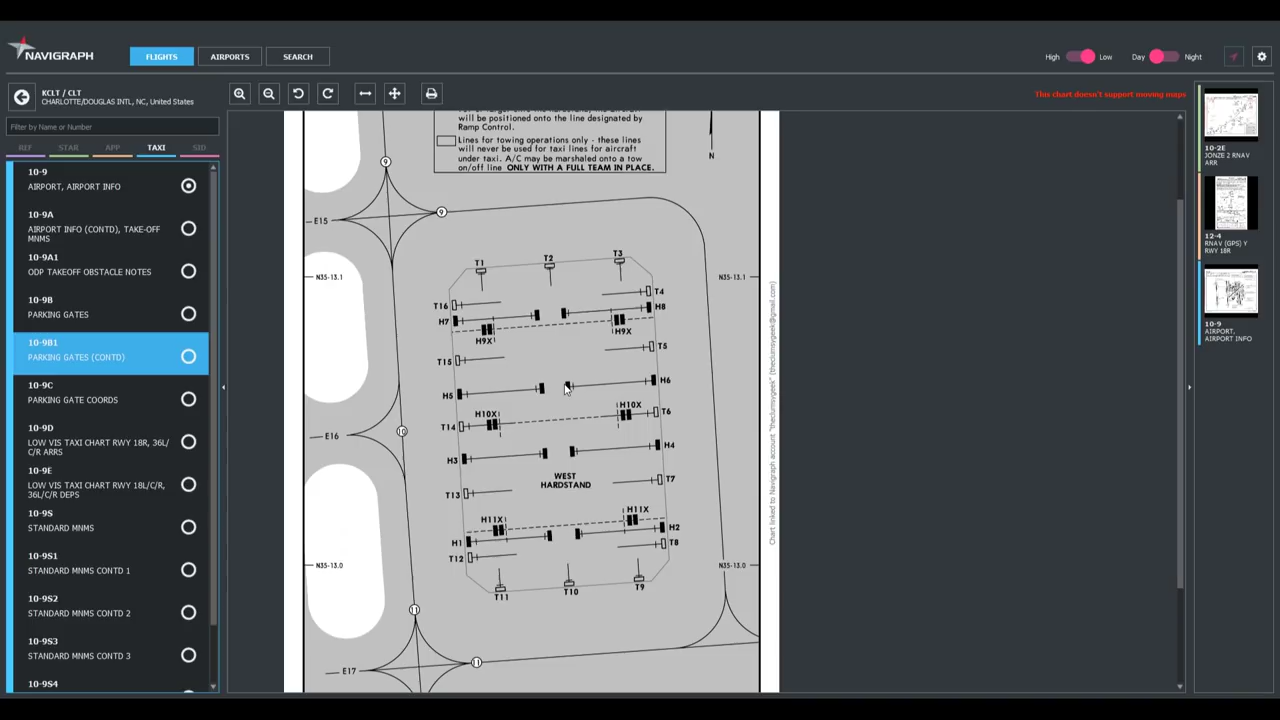 NAVIGRAPH
FLIGHTS
AIRPORTS
SEARCH
High
Low
Day
Night
KCLT / CLT
CHARLOTTE/DOUGLAS INTL, NC, United States
This chart doesn't support moving maps
Filter by Name or Number
REF
STAR
APP
TAXI
SID
10-9
AIRPORT, AIRPORT INFO
10-9A
AIRPORT INFO (CONTD), TAKE-OFF
MNMS
10-9A1
ODP TAKEOFF OBSTACLE NOTES
10-9B
PARKING GATES
10-9B1
PARKING GATES (CONTD)
10-9C
PARKING GATE COORDS
10-9D
LOW VIS TAXI CHART RWY 18R, 36L/
C/R ARRS
10-9E
LOW VIS TAXI CHART RWY 18L/C/R,
36L/C/R DEPS
10-9S
STANDARD MNMS
10-9S1
STANDARD MNMS CONTD 1
10-9S2
STANDARD MNMS CONTD 2
10-9S3
STANDARD MNMS CONTD 3
10-9S4
will be positioned onto the line designated by
Ramp Control.
Lines for towing operations only - these lines
will never be used for taxi lines for aircraft
under taxi. A/C may be marshaled onto a tow
on/off line ONLY WITH A FULL TEAM IN PLACE.
N
9
9
E15
T1
T2
T3
N35-13.1
N35-13.1
T4
T16
H8
H7
H9X
H9X
T5
T15
H6
H5
H10X
H10X
T6
T14
E16
10
H4
H3
WEST
HARDSTAND
T7
T13
H11X
H11X
H2
H1
T8
T12
N35-13.0
N35-13.0
T11
T10
T9
11
11
E17
Chart linked to Navigraph account "theclumsygeek" (theclumsygeek@gmail.com)
10-2E
JONZE 2 RNAV
ARR
12-4
RNAV (GPS) Y
RWY 18R
10-9
AIRPORT,
AIRPORT INFO